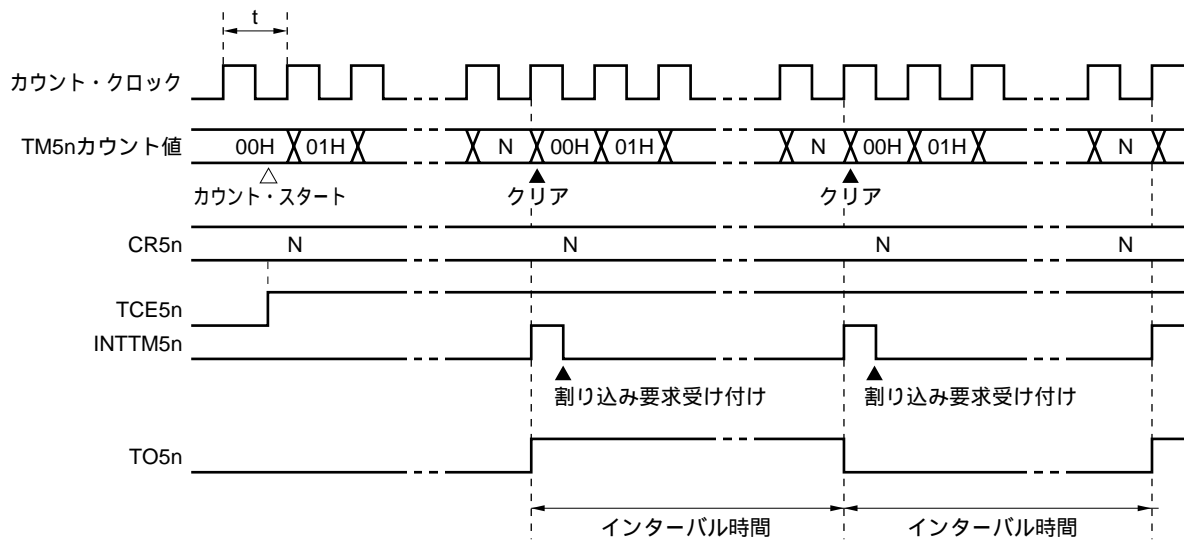 t
カウント・クロック
TM5nカウント値 00H 01H N 00H 01H N 00H 01H N
カウント・スタート クリア クリア
CR5n N N N N
TCE5n
INTTM5n
割り込み要求受け付け 割り込み要求受け付け
TO5n
インターバル時間 インターバル時間